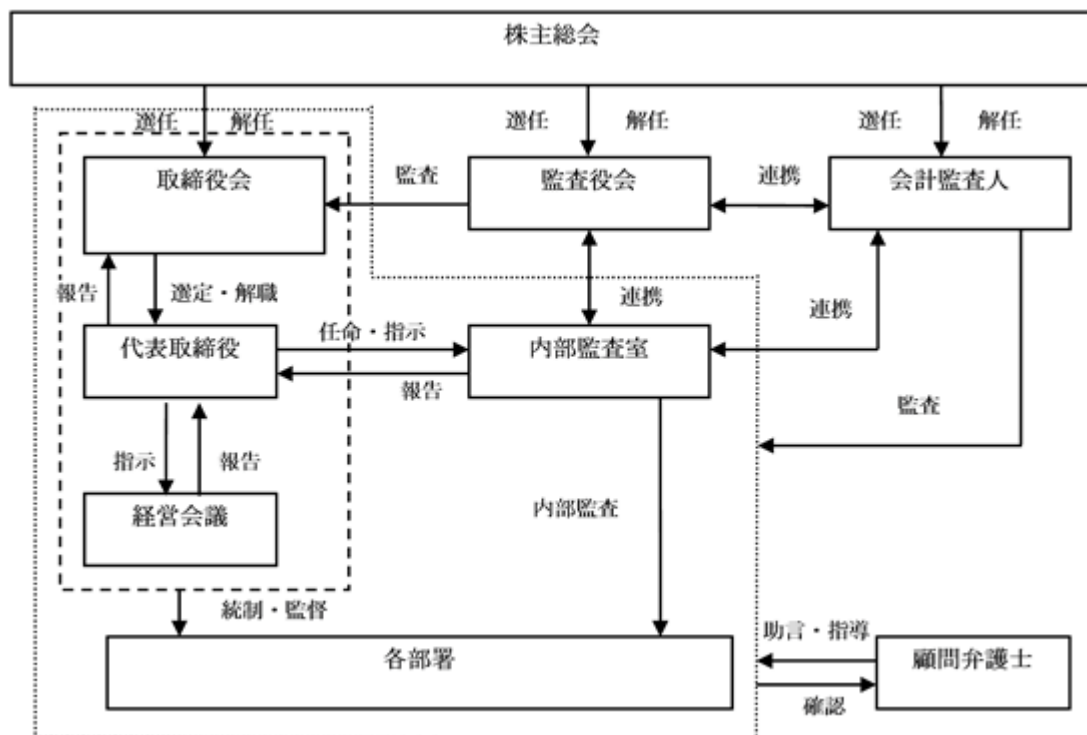 株主総会
選任
解任
選任
解任
選任
解任
取締役会
監査
監査役会
連携
会計監査人
報告
選定・解職
連携
連携
代表取締役
任命・指示
内部監査室
報告
監査
指示
報告
経営会議
内部監査
統制・監督
各部署
助言・指導
顧問弁護士
確認